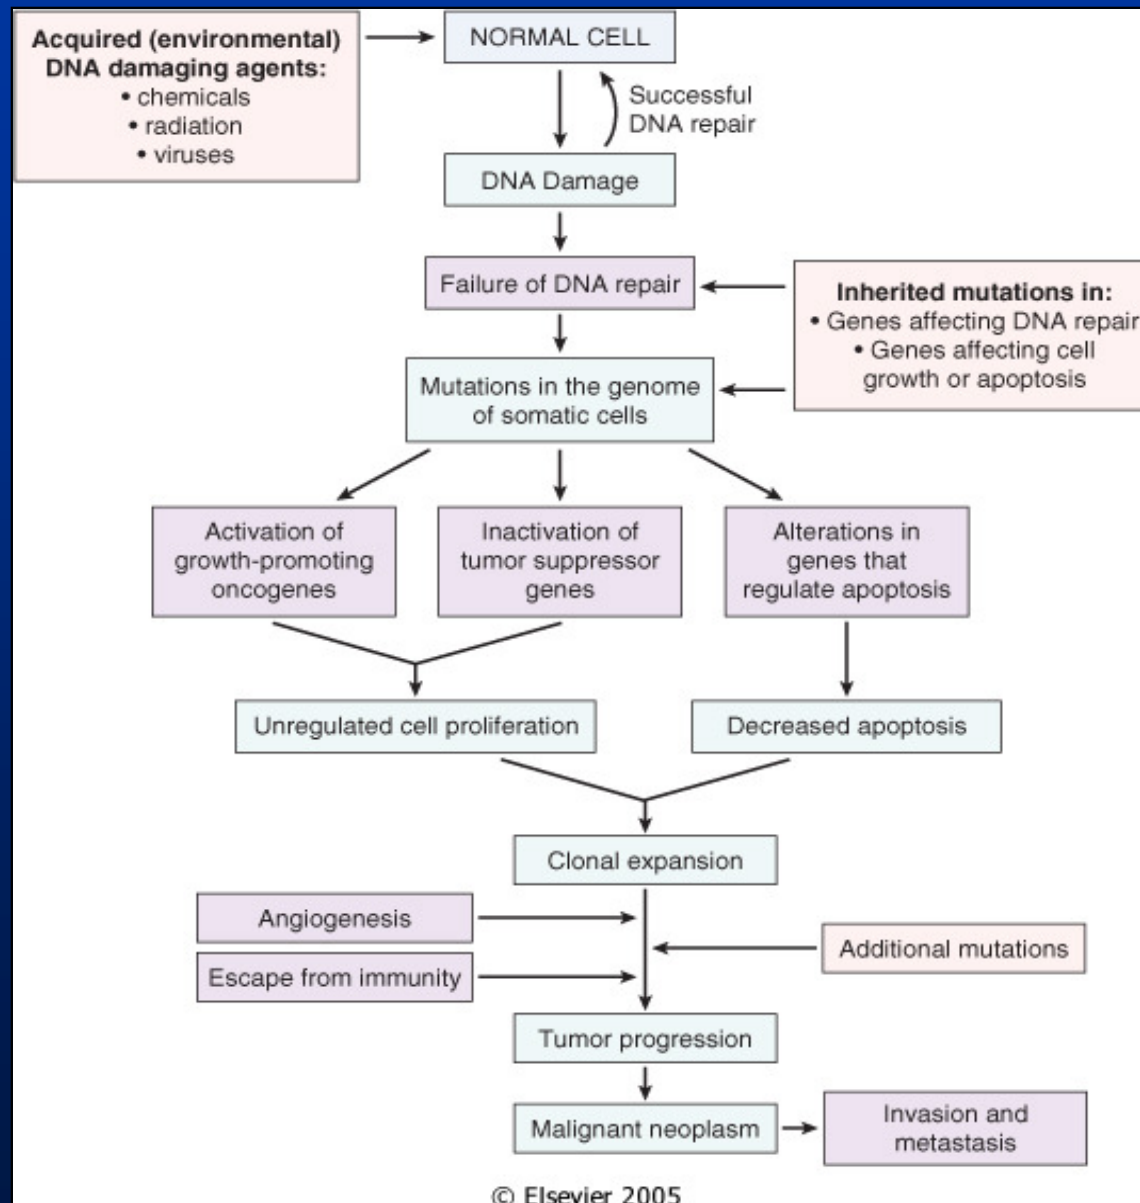 Acquired (environmental)
DNA damaging agents:
• chemicals
• radiation
• viruses
NORMAL CELL
Successful
DNA repair
DNA Damage
Failure of DNA repair
Inherited mutations in:
• Genes affecting DNA repair
• Genes affecting cell
growth or apoptosis
Mutations in the genome
of somatic cells
Activation of
growth-promoting
oncogenes
Inactivation of
tumor suppressor
genes
Alterations in
genes that
regulate apoptosis
Unregulated cell proliferation
Decreased apoptosis
Clonal expansion
Angiogenesis
Additional mutations
Escape from immunity
Tumor progression
Malignant neoplasm
Invasion and
metastasis
© Elsevier 2005